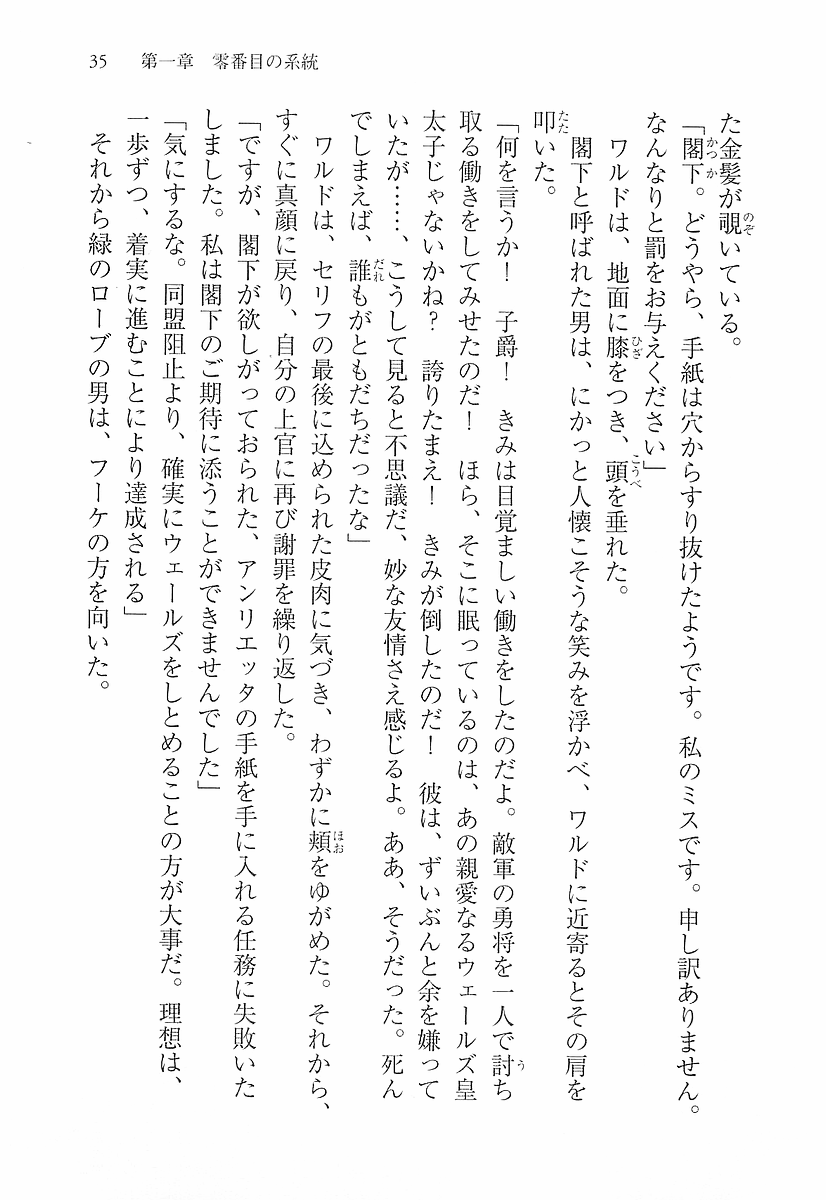 35　第一章　零番目の系統
た金髪が覗いている。
「閣下。どうやら、手紙は穴からすり抜けたようです。私のミスです。申し訳ありません。
なんなりと罰をお与えください」
　ワルドは、地面に膝をつき、頭を垂れた。
　閣下と呼ばれた男は、にかっと人懐こそうな笑みを浮かべ、ワルドに近寄るとその肩を
叩いた。
「何を言うか！　子爵！　きみは目覚ましい働きをしたのだよ。敵軍の勇将を一人で討ち
取る働きをしてみせたのだ！　ほら、そこに眠っているのは、あの親愛なるウェールズ皇
太子じゃないかね？　誇りたまえ！　きみが倒したのだ！　彼は、ずいぶんと余を嫌って
いたが……、こうして見ると不思議だ、妙な友情さえ感じるよ。ああ、そうだった。死ん
でしまえば、誰もがともだちだったな」
　ワルドは、セリフの最後に込められた皮肉に気づき、わずかに頬をゆがめた。それから、
すぐに真顔に戻り、自分の上官に再び謝罪を繰り返した。
「ですが、閣下が欲しがっておられた、アンリエッタの手紙を手に入れる任務に失敗いた
しました。私は閣下のご期待に添うことができませんでした」
「気にするな。同盟阻止より、確実にウェールズをしとめることの方が大事だ。理想は、
一歩ずつ、着実に進むことにより達成される」
　それから緑のローブの男は、フーケの方を向いた。